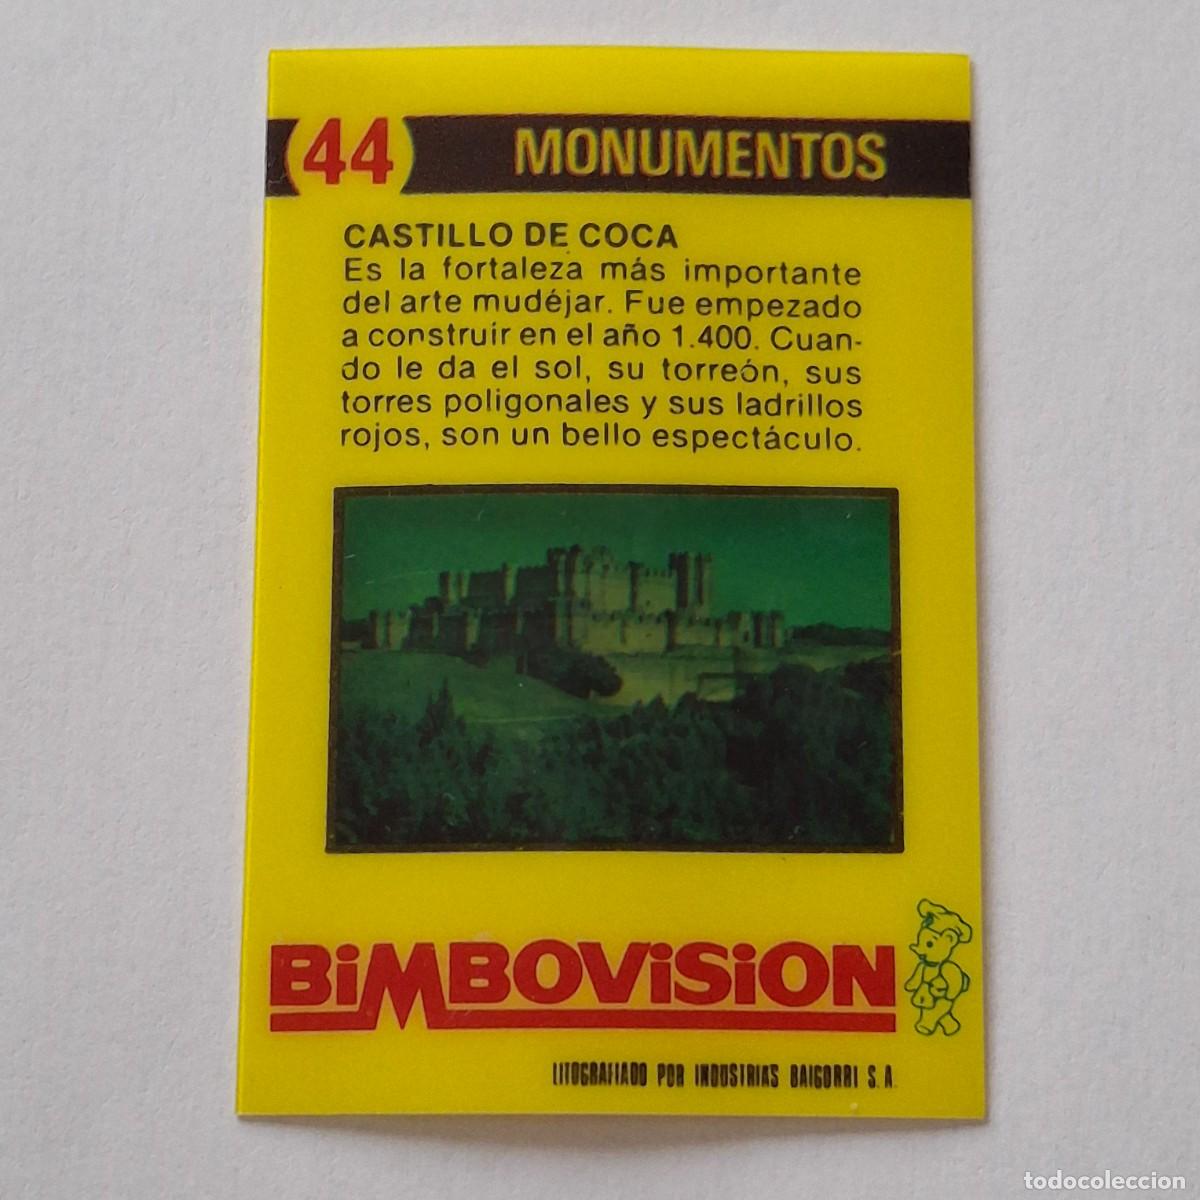 44 MONUMENTOS
CASTILLO DE COCA
Es la fortaleza más importante
del arte mudéjar. Fue empezado
a construir en el año 1.400. Cuan-
do le da el sol, su torreón, sus
torres poligonales y sus ladrillos
rojos, son un bello espectáculo.
BiMBOViSiON
LITOGRAFIADO POR INDUSTRIAS BAIGORRI S.A.
todocoleccion